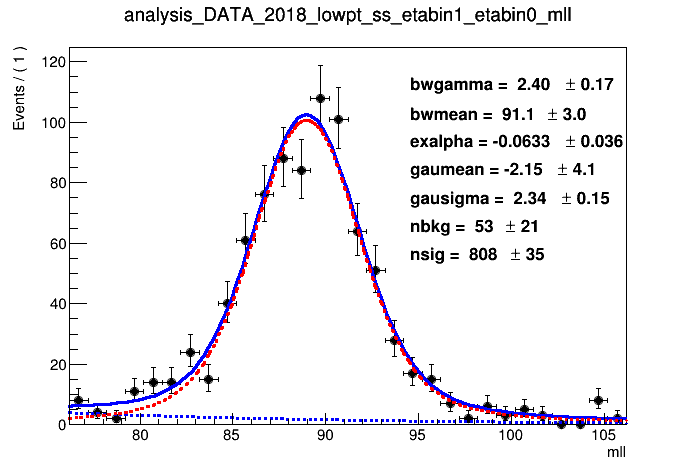 analysis_DATA_2018_lowpt_ss_etabin1_etabin0_mll
Events / ( 1 )
120
100
80
60
40
20
0
bwgamma = 2.40 ± 0.17
bwmean = 91.1 ± 3.0
exalpha = -0.0633 ± 0.036
gaumean = -2.15 ± 4.1
gausigma = 2.34 ± 0.15
nbkg = 53 ± 21
nsig = 808 ± 35
80 85 90 95 100 105
mll